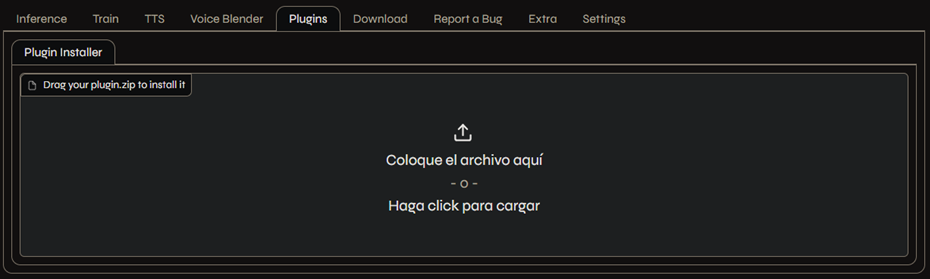 Inference Train TTS Voice Blender Plugins Download Report a Bug Extra Settings
Plugin Installer
Drag your plugin.zip to install it
Coloque el archivo aquí
- o -
Haga click para cargar